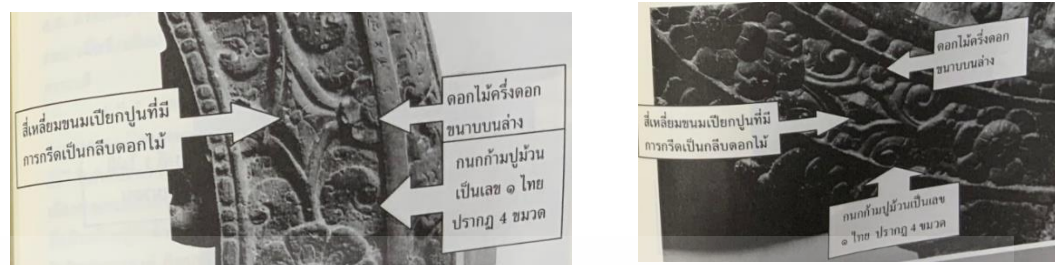 สี่เหลี่ยมขนมเปียกปูนที่มี
การกรีดเป็นกลีบดอกไม้
ดอกไม้ครึ่งดอก
ขนาบบนล่าง
กนกก้ามปูม้วน
เป็นเลข ๑ ไทย
ปรากฏ 4 ขมวด
ดอกไม้ครึ่งดอก
ขนาบบนล่าง
สี่เหลี่ยมขนมเปียกปูนที่มี
การกรีดเป็นกลีบดอกไม้
กนกก้ามปูม้วนเป็นเลข
๑ ไทย ปรากฏ 4 ขมวด